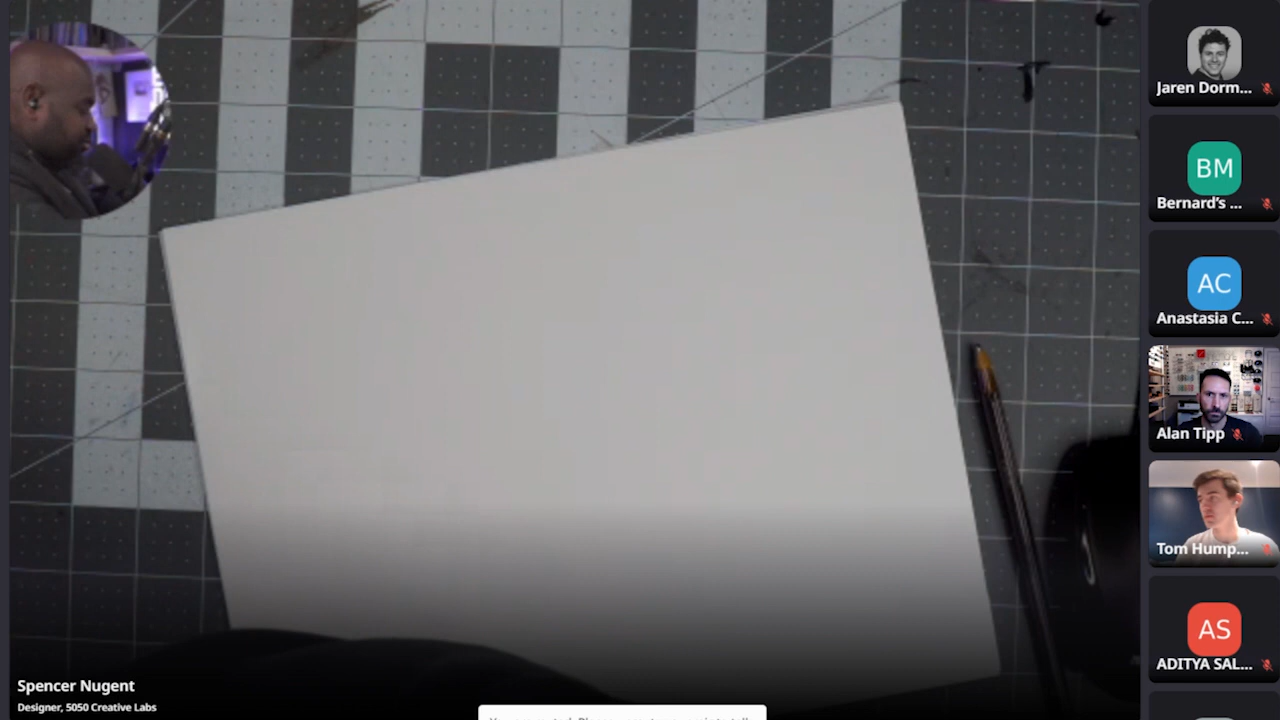 Jaren Dorm...
BM
Bernard's ...
AC
Anastasia C...
Alan Tipp
Tom Hump...
AS
ADITYA SAL...
Spencer Nugent
Designer, 5050 Creative Labs